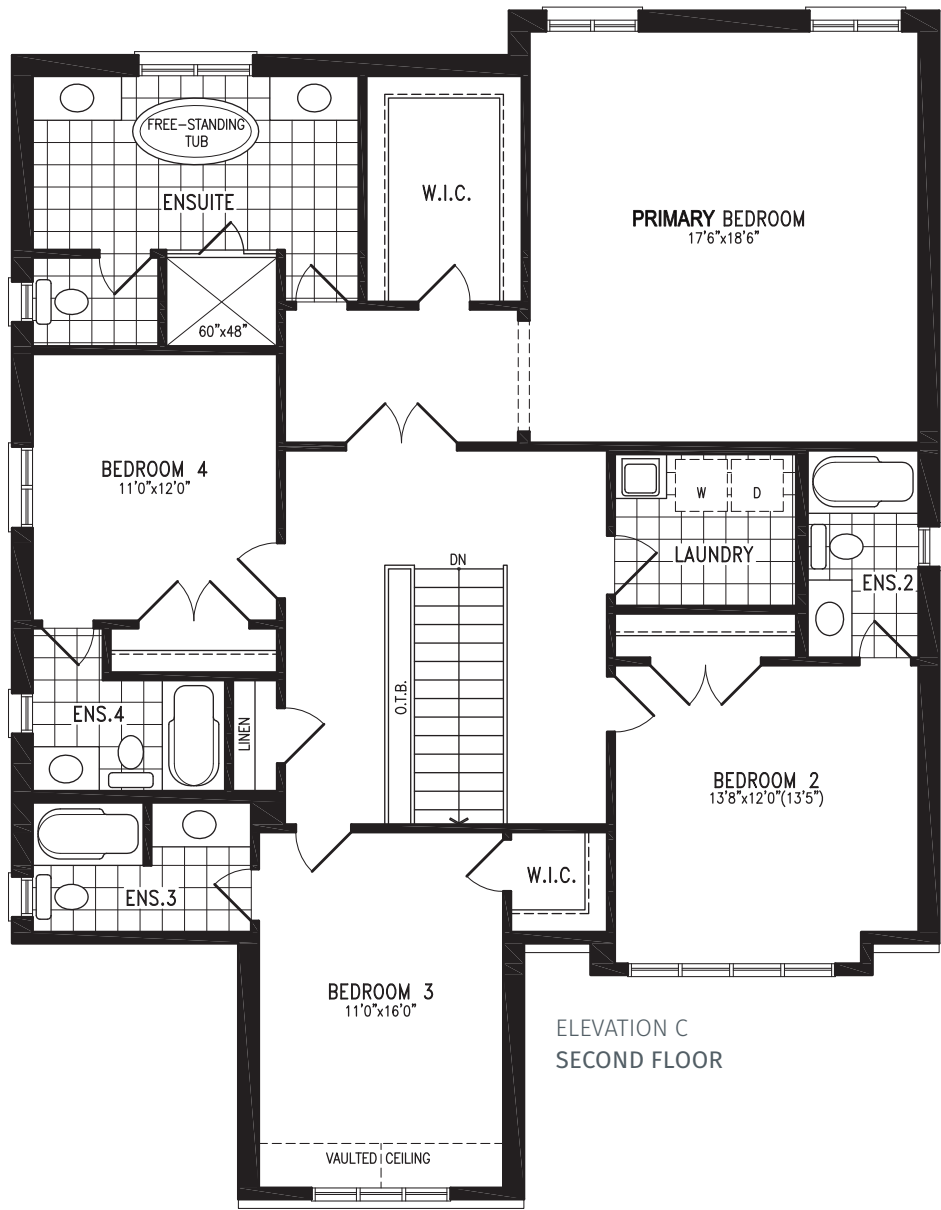 FREE-STANDING
TUB
ENSUITE
W.I.C.
PRIMARY BEDROOM
17'6"x18'6"
60"x48"
BEDROOM 4
11'0"x12'0"
W
D
LAUNDRY
DN
ENS.2
O.T.B.
ENS.4
LINEN
BEDROOM 2
13'8"x12'0"(13'5")
W.I.C.
ENS.3
BEDROOM 3
11'0"x16'0"
ELEVATION C
SECOND FLOOR
VAULTED CEILING